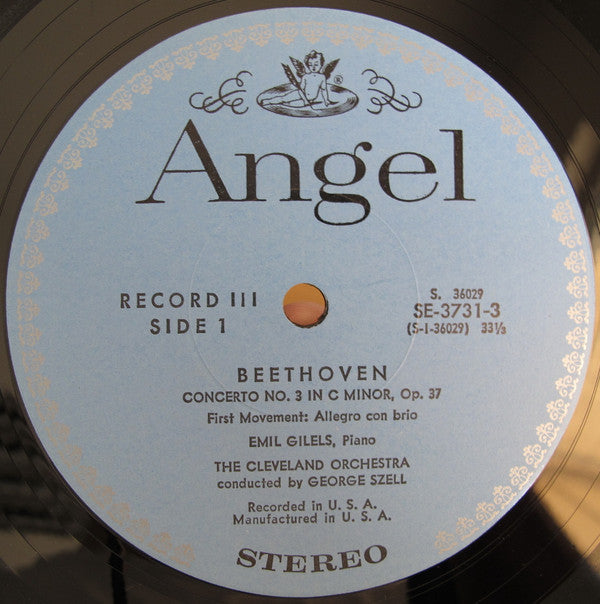 ®
Angel
RECORD III
SIDE 1
S. 36029
SE-3731-3
(S-1-36029) 33⅓
BEETHOVEN
CONCERTO NO. 3 IN C MINOR, Op. 37
First Movement: Allegro con brio
EMIL GILELS, Piano
THE CLEVELAND ORCHESTRA
conducted by GEORGE SZELL
Recorded in U. S. A.
Manufactured in U. S. A.
STEREO